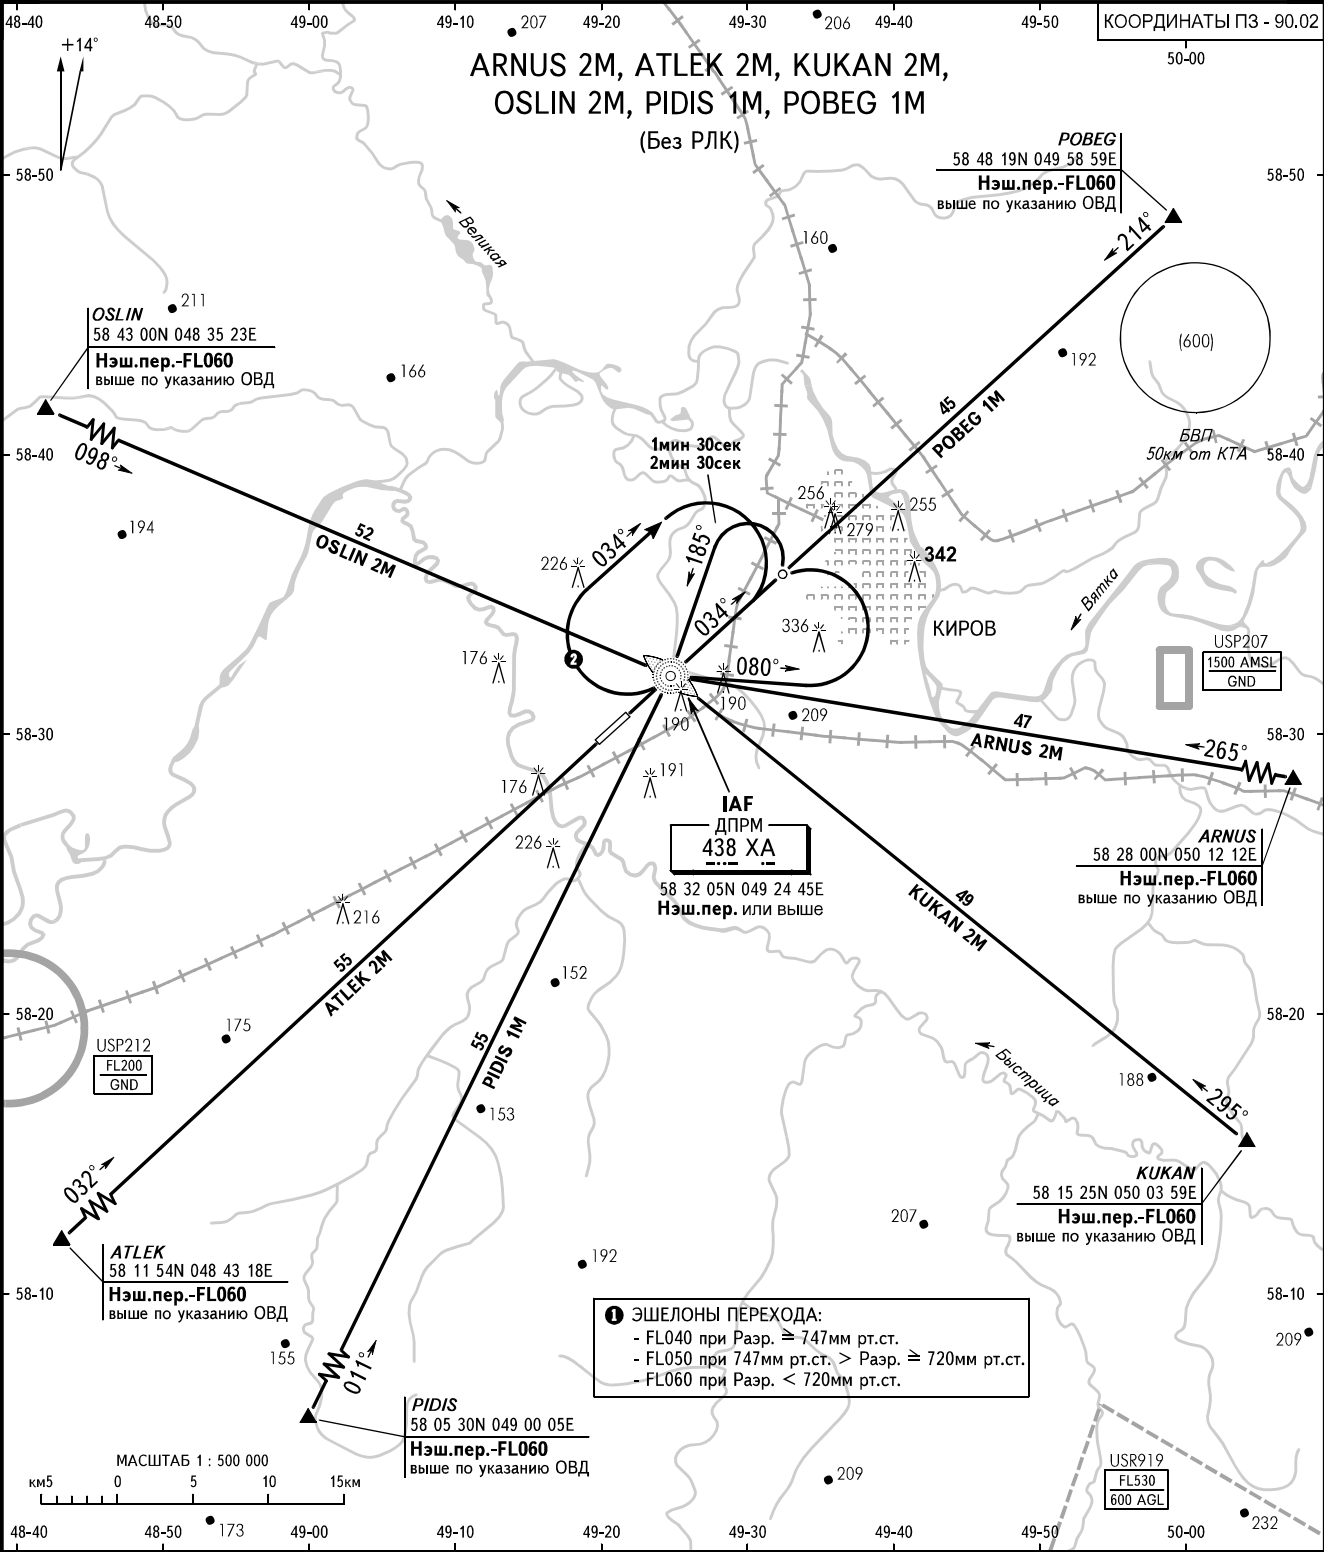 48-40
48-50
49-00
49-10
49-20
49-30
49-40
49-50
КООРДИНАТЫ ПЗ - 90.02
50-00
+14°
207
206
ARNUS 2M, ATLEK 2M, KUKAN 2M,
OSLIN 2M, PIDIS 1M, POBEG 1M
(Без РЛК)
POBEG
58 48 19N 049 58 59E
Нэш.пер.-FL060
выше по указанию ОВД
58-50
58-50
214°
Великая
160
211
OSLIN
58 43 00N 048 35 23E
Нэш.пер.-FL060
выше по указанию ОВД
166
192
(600)
БВП
50км от КТА
45
POBEG 1M
58-40
58-40
098°
1мин 30сек
2мин 30сек
194
52
OSLIN 2M
256
279
255
342
226
034°
185°
034°
336
КИРОВ
Вятка
USP207
1500 AMSL
GND
176
2
080°
190
190
209
47
ARNUS 2M
265°
58-30
58-30
176
191
IAF
ДПРМ
438 ХА
58 32 05N 049 24 45E
Нэш.пер. или выше
226
216
ARNUS
58 28 00N 050 12 12E
Нэш.пер.-FL060
выше по указанию ОВД
49
KUKAN 2M
55
ATLEK 2M
152
58-20
58-20
175
USP212
FL200
GND
55
PIDIS 1M
153
Быстрица
188
295°
KUKAN
58 15 25N 050 03 59E
Нэш.пер.-FL060
выше по указанию ОВД
032°
207
ATLEK
58 11 54N 048 43 18E
Нэш.пер.-FL060
выше по указанию ОВД
192
58-10
58-10
1 ЭШЕЛОНЫ ПЕРЕХОДА:
- FL040 при Раэр. ≥ 747мм рт.ст.
- FL050 при 747мм рт.ст. > Раэр. ≥ 720мм рт.ст.
- FL060 при Раэр. < 720мм рт.ст.
209
155
011°
PIDIS
58 05 30N 049 00 05E
Нэш.пер.-FL060
выше по указанию ОВД
МАСШТАБ 1 : 500 000
км5 0 5 10 15км
209
USR919
FL530
600 AGL
173
232
48-40
48-50
49-00
49-10
49-20
49-30
49-40
49-50
50-00